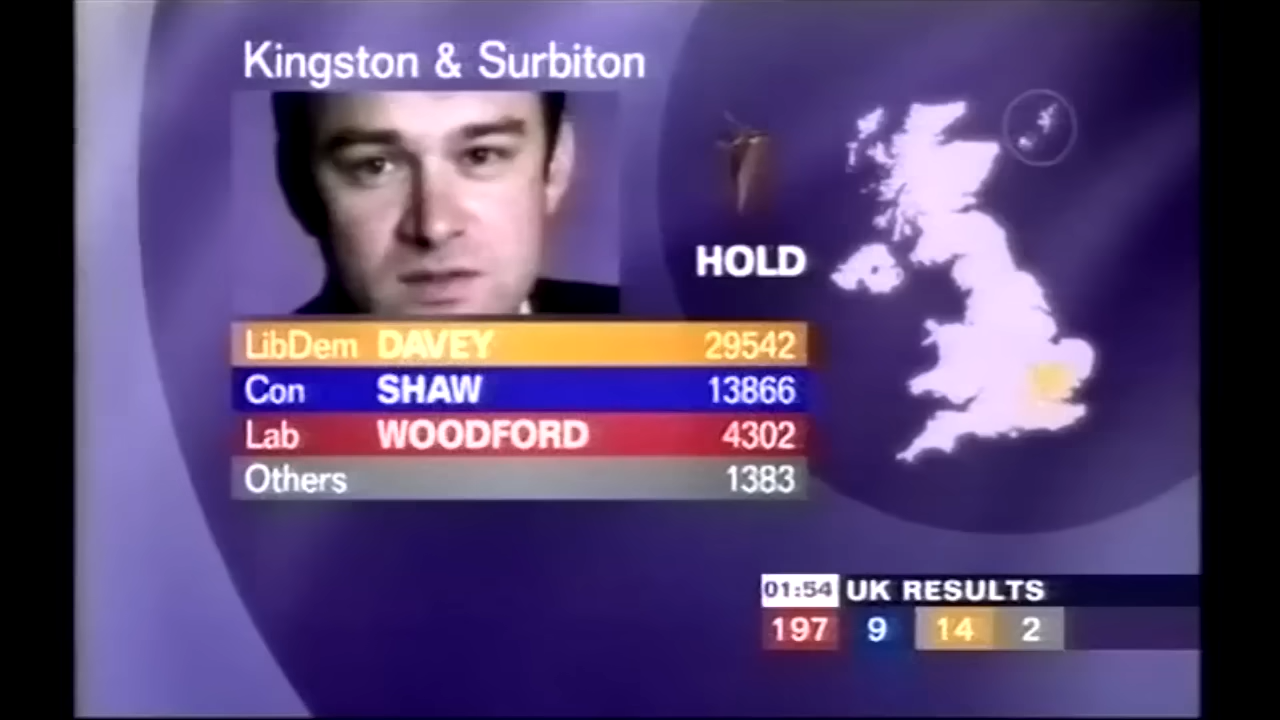 Kingston & Surbiton
HOLD
LibDem DAVEY 29542
Con SHAW 13866
Lab WOODFORD 4302
Others 1383
01:54 UK RESULTS
197 9 14 2